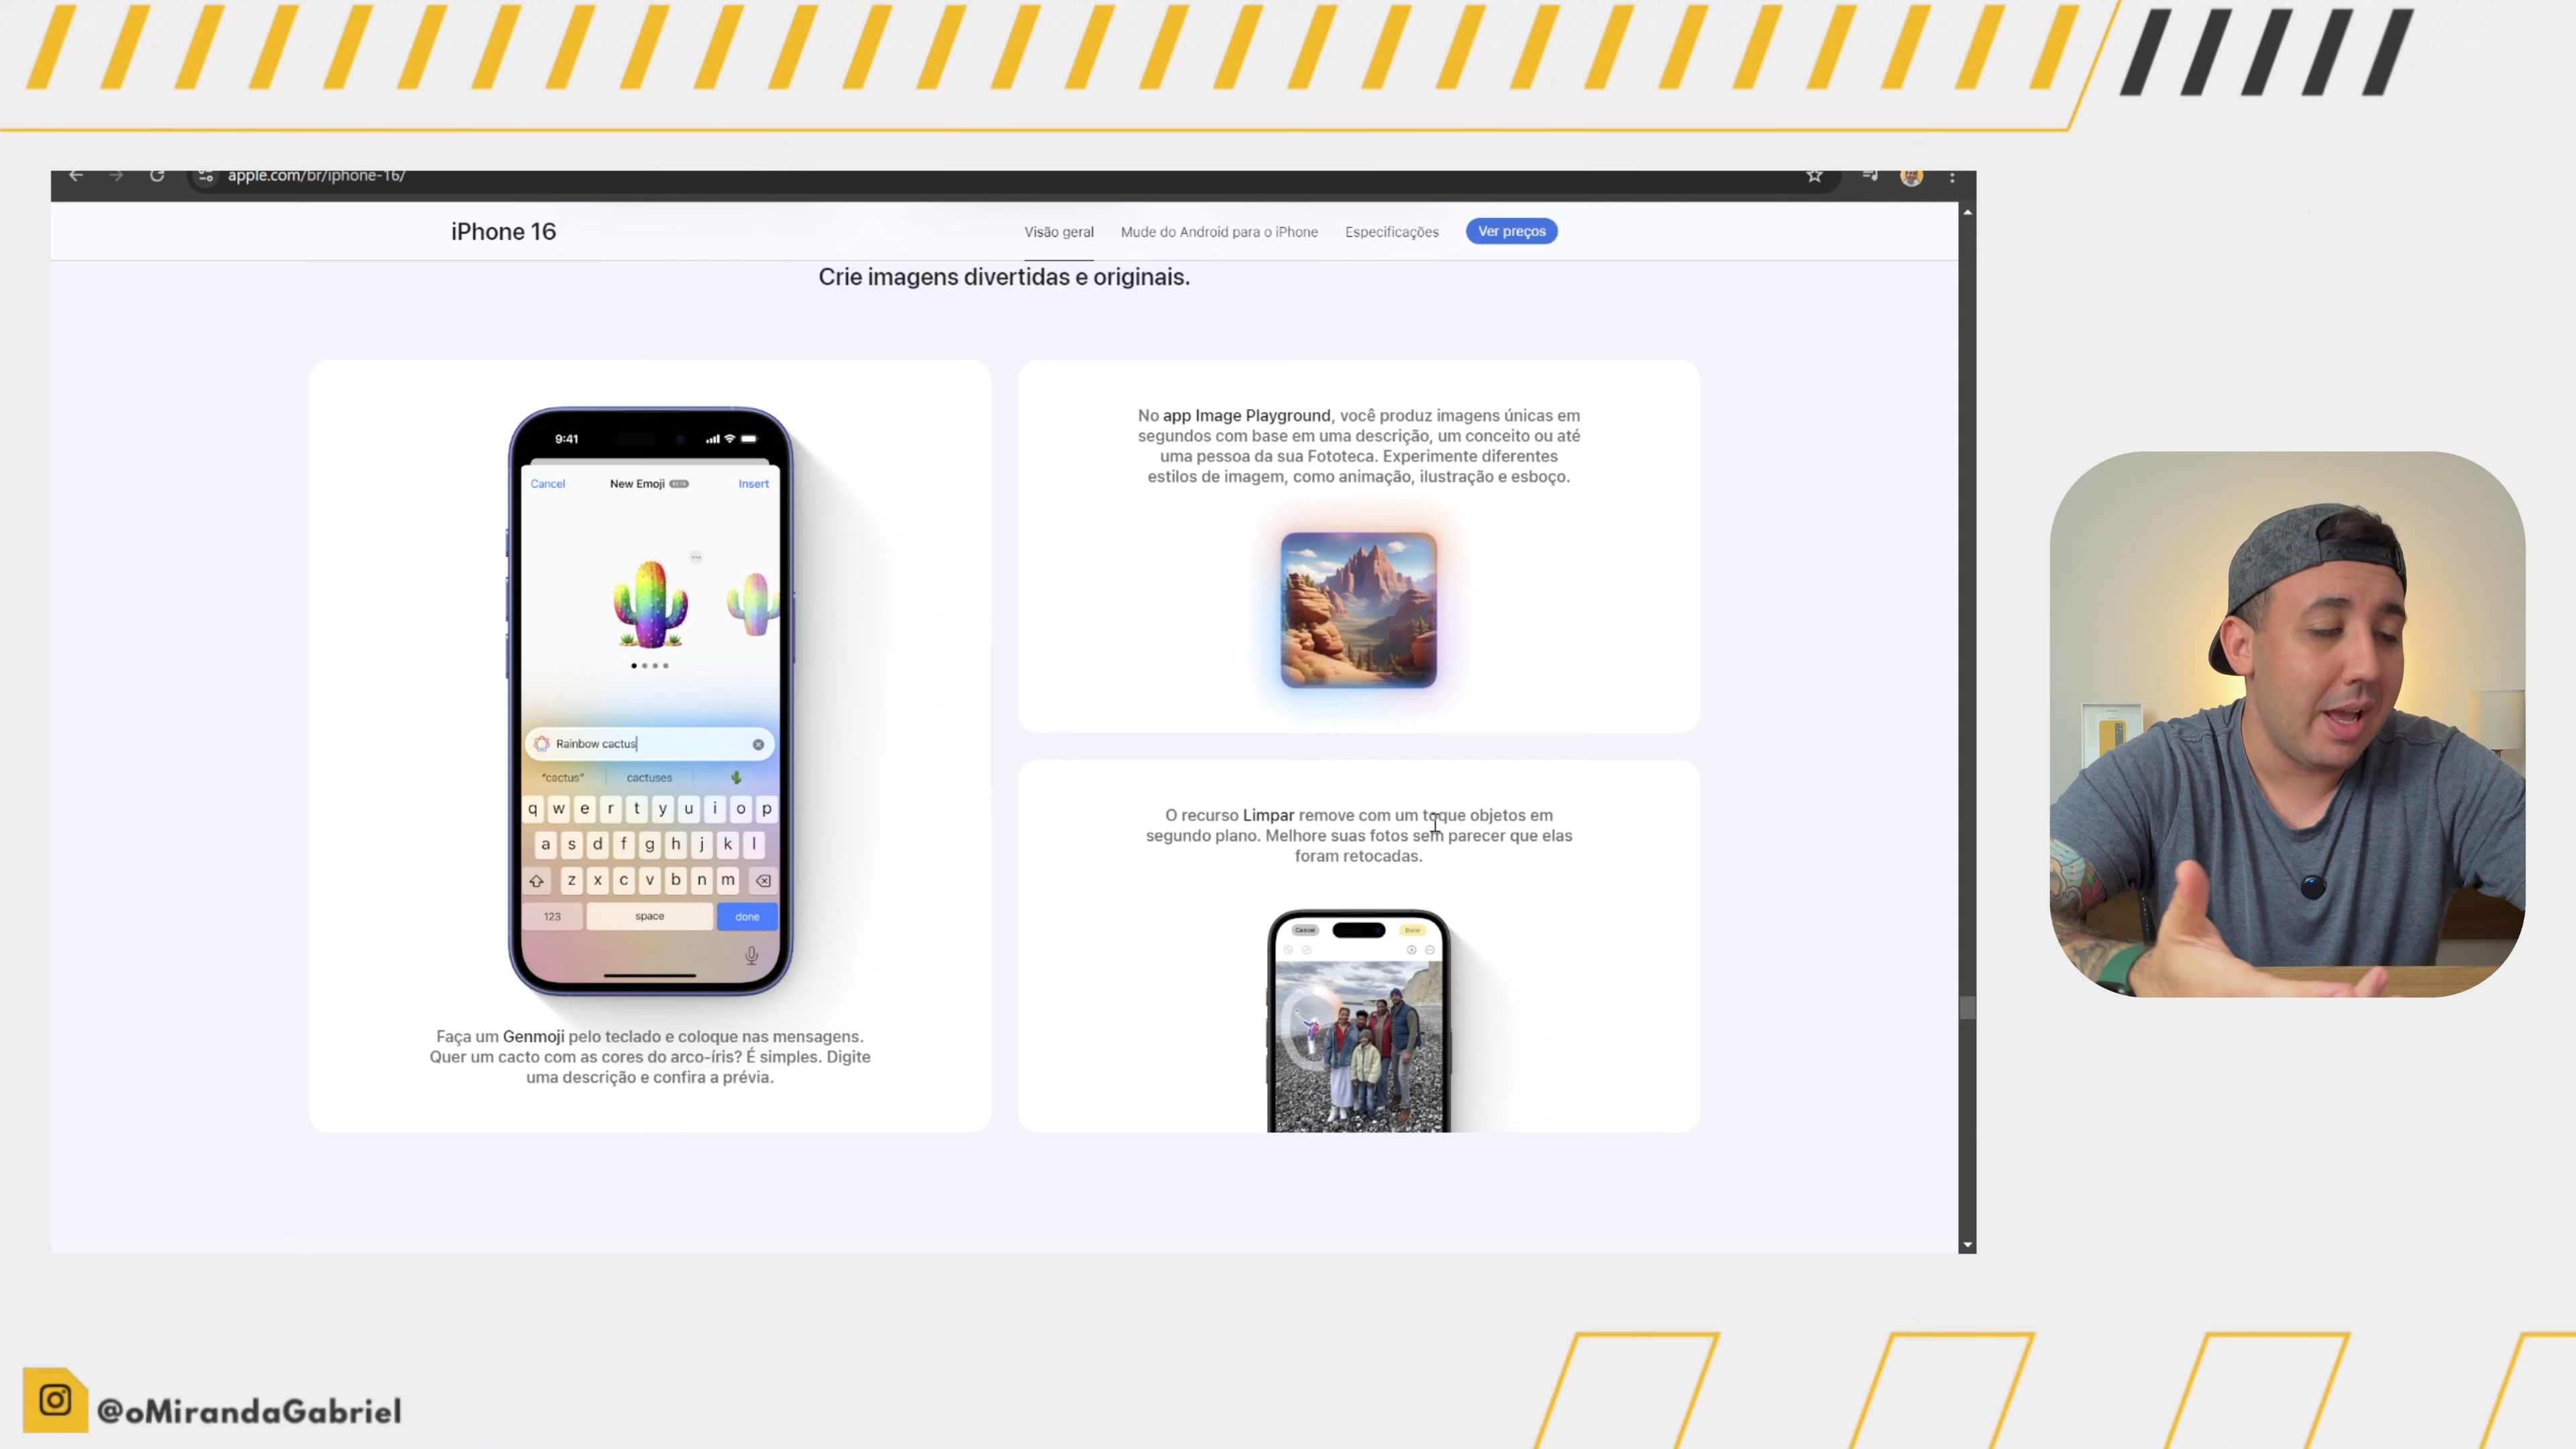 apple.com/br/iphone-16/
iPhone 16
Visão geral
Mude do Android para o iPhone
Especificações
Ver preços
Crie imagens divertidas e originais.
9:41
Cancel
New Emoji BETA
Insert
Rainbow cactus
"cactus"
cactuses
q w e r t y u i o p
a s d f g h j k l
z x c v b n m
123
space
done
Faça um Genmoji pelo teclado e coloque nas mensagens.
Quer um cacto com as cores do arco-íris? É simples. Digite
uma descrição e confira a prévia.
No app Image Playground, você produz imagens únicas em
segundos com base em uma descrição, um conceito ou até
uma pessoa da sua Fototeca. Experimente diferentes
estilos de imagem, como animação, ilustração e esboço.
O recurso Limpar remove com um toque objetos em
segundo plano. Melhore suas fotos sem parecer que elas
foram retocadas.
Cancel
Done
@oMirandaGabriel